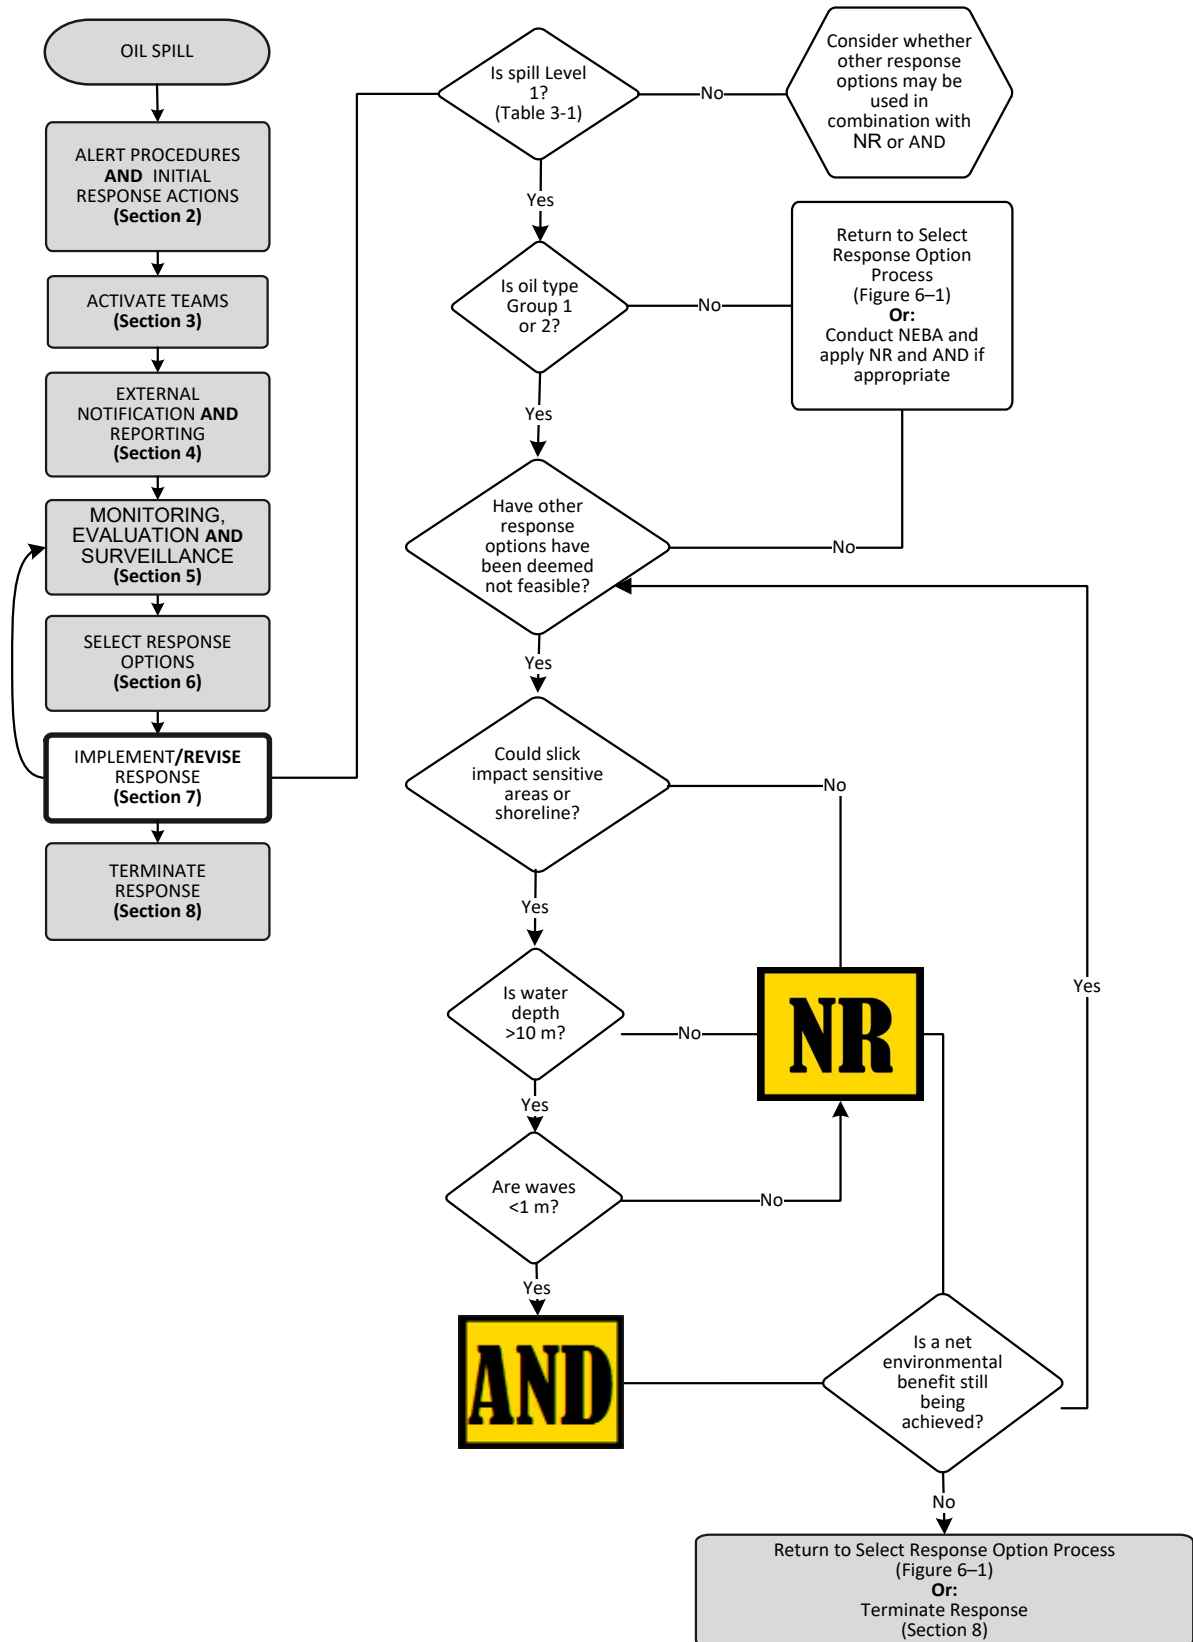 OIL SPILL
ALERT PROCEDURES
AND INITIAL
RESPONSE ACTIONS
(Section 2)
ACTIVATE TEAMS
(Section 3)
EXTERNAL
NOTIFICATION AND
REPORTING
(Section 4)
MONITORING,
EVALUATION AND
SURVEILLANCE
(Section 5)
SELECT RESPONSE
OPTIONS
(Section 6)
IMPLEMENT/REVISE
RESPONSE
(Section 7)
TERMINATE
RESPONSE
(Section 8)
Is spill Level
1?
(Table 3-1)
No
Consider whether
other response
options may be
used in
combination with
NR or AND
Yes
Is oil type
Group 1
or 2?
No
Return to Select
Response Option
Process
(Figure 6–1)
Or:
Conduct NEBA and
apply NR and AND if
appropriate
Yes
Have other
response
options have
been deemed
not feasible?
No
Yes
Could slick
impact sensitive
areas or
shoreline?
No
Yes
Is water
depth
>10 m?
No
NR
Yes
Yes
Are waves
<1 m?
No
Yes
AND
Is a net
environmental
benefit still
being
achieved?
No
Return to Select Response Option Process
(Figure 6–1)
Or:
Terminate Response
(Section 8)